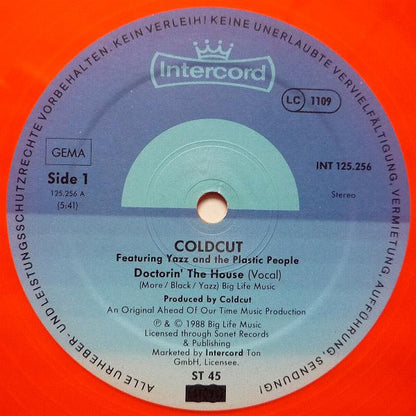 ALLE URHEBER- UND LEISTUNGSSCHUTZRECHTE VORBEHALTEN. KEIN VERLEIH! KEINE UNERLAUBTE VERVIELFÄLTIGUNG, VERMIETUNG, AUFFÜHRUNG, SENDUNG!
Intercord
LC 1109
GEMA
INT 125.256
Side 1
125.256 A
Stereo
(5:41)
COLDCUT
Featuring Yazz and the Plastic People
Doctorin' The House (Vocal)
(More / Black / Yazz) Big Life Music
Produced by Coldcut
An Original Ahead Of Our Time Music Production
℗ & © 1988 Big Life Music
Licensed through Sonet Records
& Publishing
Marketed by Intercord Ton
GmbH, Licensee.
ST 45